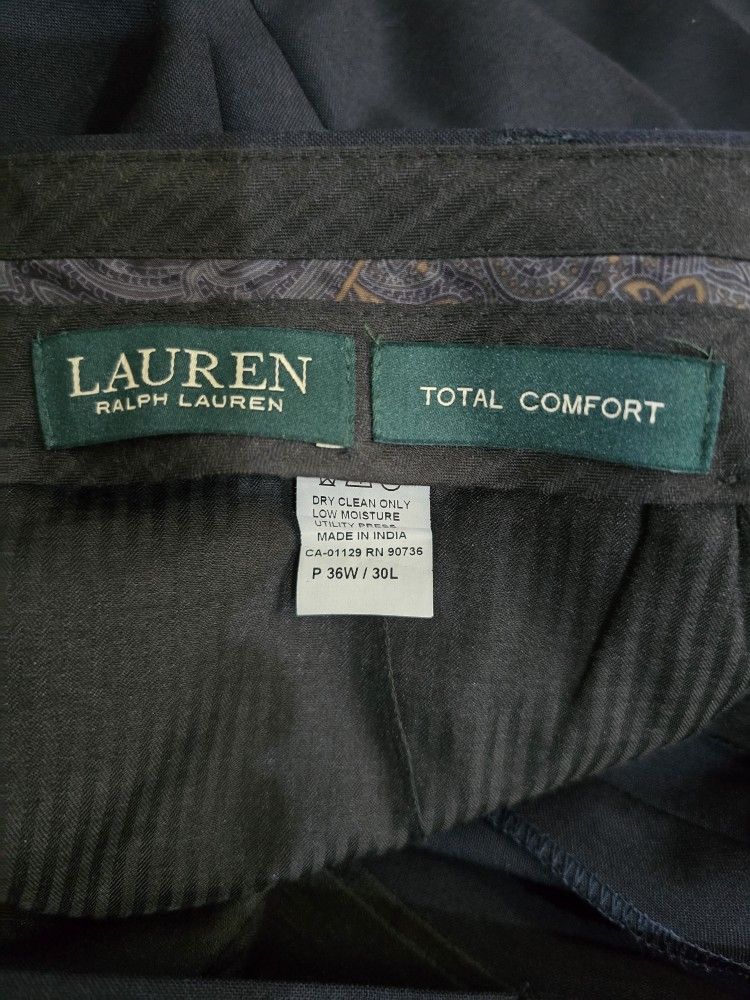 LAUREN
RALPH LAUREN
TOTAL COMFORT
DRY CLEAN ONLY
LOW MOISTURE
UTILITY PRESS
MADE IN INDIA
CA-01129 RN 90736
P 36W / 30L